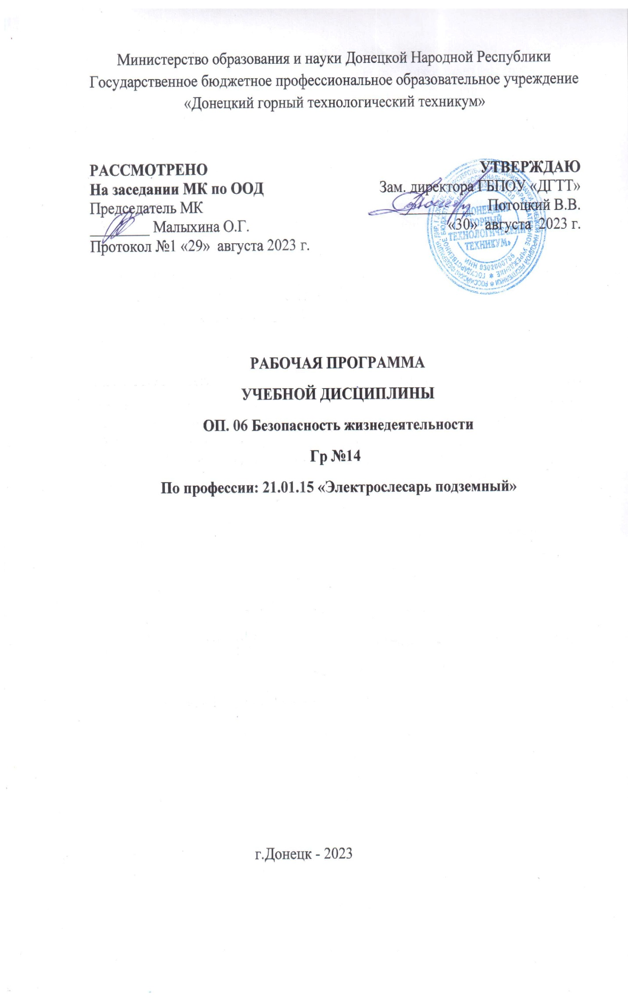 Министерство образования и науки Донецкой Народной Республики
Государственное бюджетное профессиональное образовательное учреждение
«Донецкий горный технологический техникум»
РАССМОТРЕНО
На заседании МК по ООД
Председатель МК
__________ Малыхина О.Г.
Протокол №1 «29» августа 2023 г.
УТВЕРЖДАЮ
Зам. директора ГБПОУ «ДГТТ»
____________ Потоцкий В.В.
«30» августа 2023 г.
ДОНЕЦКИЙ
ГОРНЫЙ
ТЕХНОЛОГИЧЕСКИЙ
ТЕХНИКУМ»
ИНН 9302000765
РАБОЧАЯ ПРОГРАММА
УЧЕБНОЙ ДИСЦИПЛИНЫ
ОП. 06 Безопасность жизнедеятельности
Гр №14
По профессии: 21.01.15 «Электрослесарь подземный»
г.Донецк - 2023